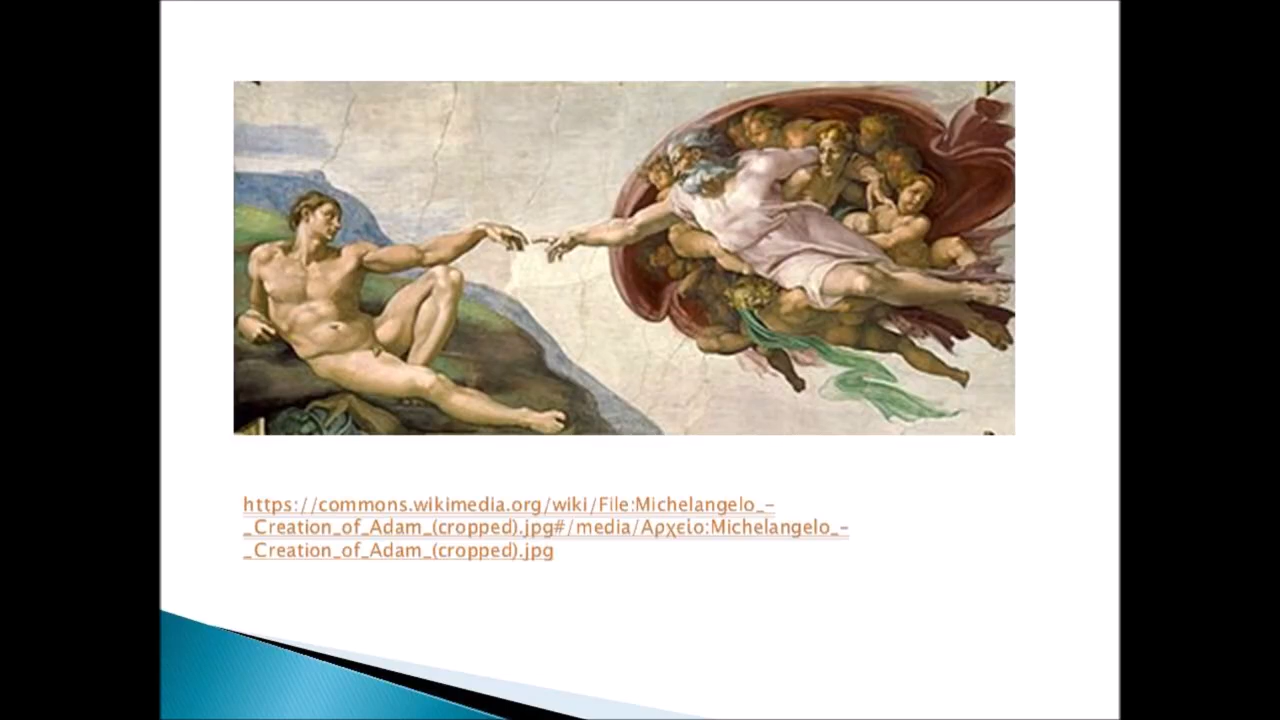 https://commons.wikimedia.org/wiki/File:Michelangelo_-
_Creation_of_Adam_(cropped).jpg#/media/Αρχείο:Michelangelo_-
_Creation_of_Adam_(cropped).jpg